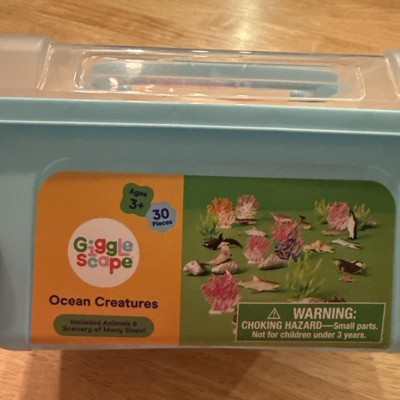 Ages
3+
30
Pieces
Giggle
scape
Ocean Creatures
Includes Animals &
Scenery of Many Sizes!
WARNING:
CHOKING HAZARD—Small parts.
Not for children under 3 years.